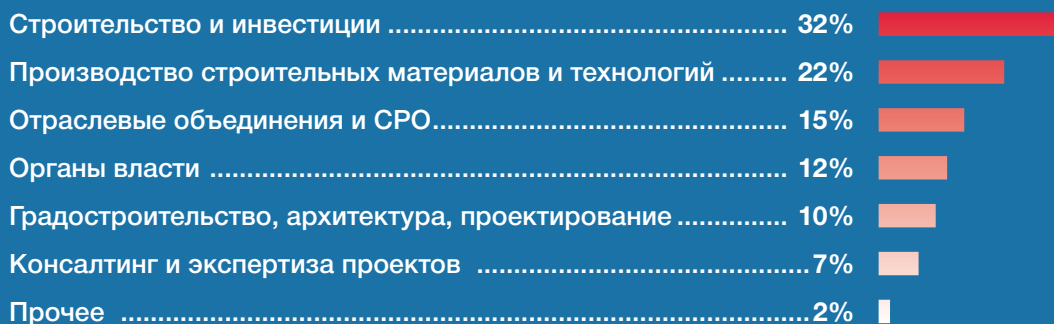 Строительство и инвестиции ........................................................ 32%
Производство строительных материалов и технологий ......... 22%
Отраслевые объединения и СРО.................................................. 15%
Органы власти ................................................................................ 12%
Градостроительство, архитектура, проектирование ............... 10%
Консалтинг и экспертиза проектов ...............................................7%
Прочее ................................................................................................2%